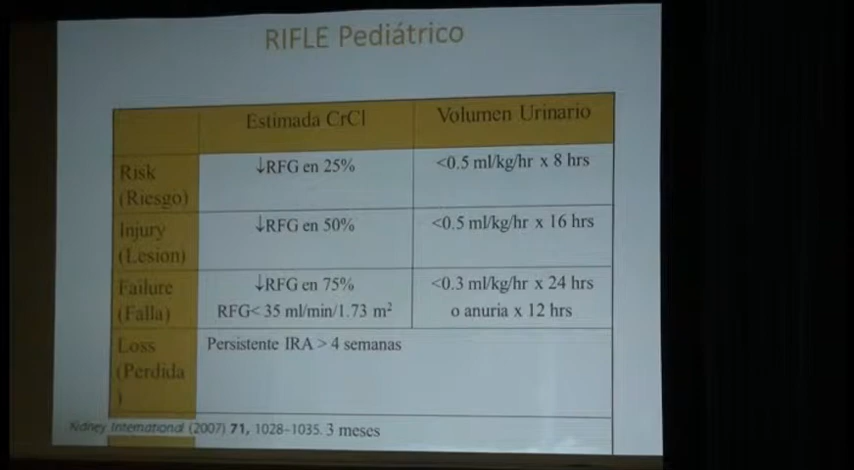 RIFLE Pediátrico
Estimada CrCl Volumen Urinario
Risk ↓RFG en 25% <0.5 ml/kg/hr x 8 hrs
(Riesgo)
Injury ↓RFG en 50% <0.5 ml/kg/hr x 16 hrs
(Lesion)
Failure ↓RFG en 75% <0.3 ml/kg/hr x 24 hrs
(Falla) RFG< 35 ml/min/1.73 m² o anuria x 12 hrs
Loss Persistente IRA > 4 semanas
(Perdida
)
Kidney International (2007) 71, 1028–1035. 3 meses